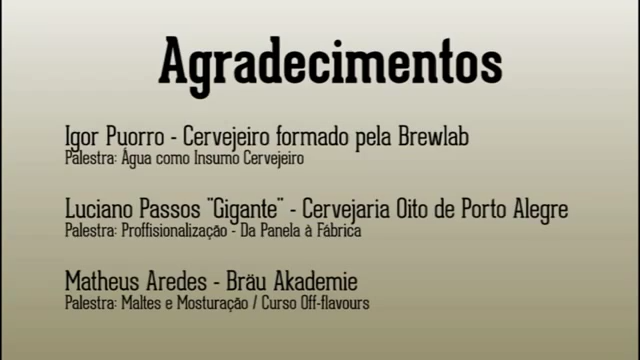 Agradecimentos
Igor Puorro - Cervejeiro formado pela Brewlab
Palestra: Água como Insumo Cervejeiro
Luciano Passos "Gigante" - Cervejaria Oito de Porto Alegre
Palestra: Proffisionalização - Da Panela à Fábrica
Matheus Aredes - Bräu Akademie
Palestra: Maltes e Mosturação / Curso Off-flavours